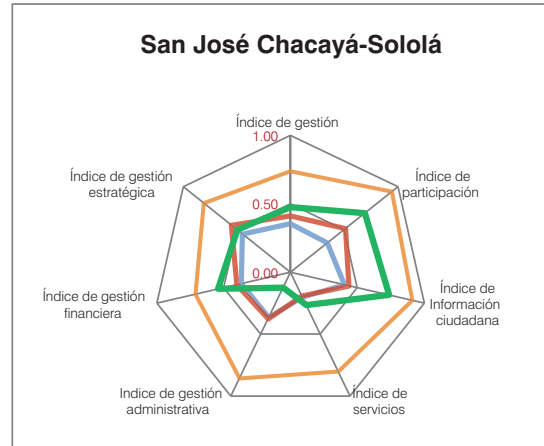 San José Chacayá-Sololá
Índice de gestión
1.00
Índice de gestión
estratégica
Índice de
participación
0.50
0.00
Índice de gestión
financiera
Índice de
Información
ciudadana
Indice de gestión
administrativa
Índice de
servicios